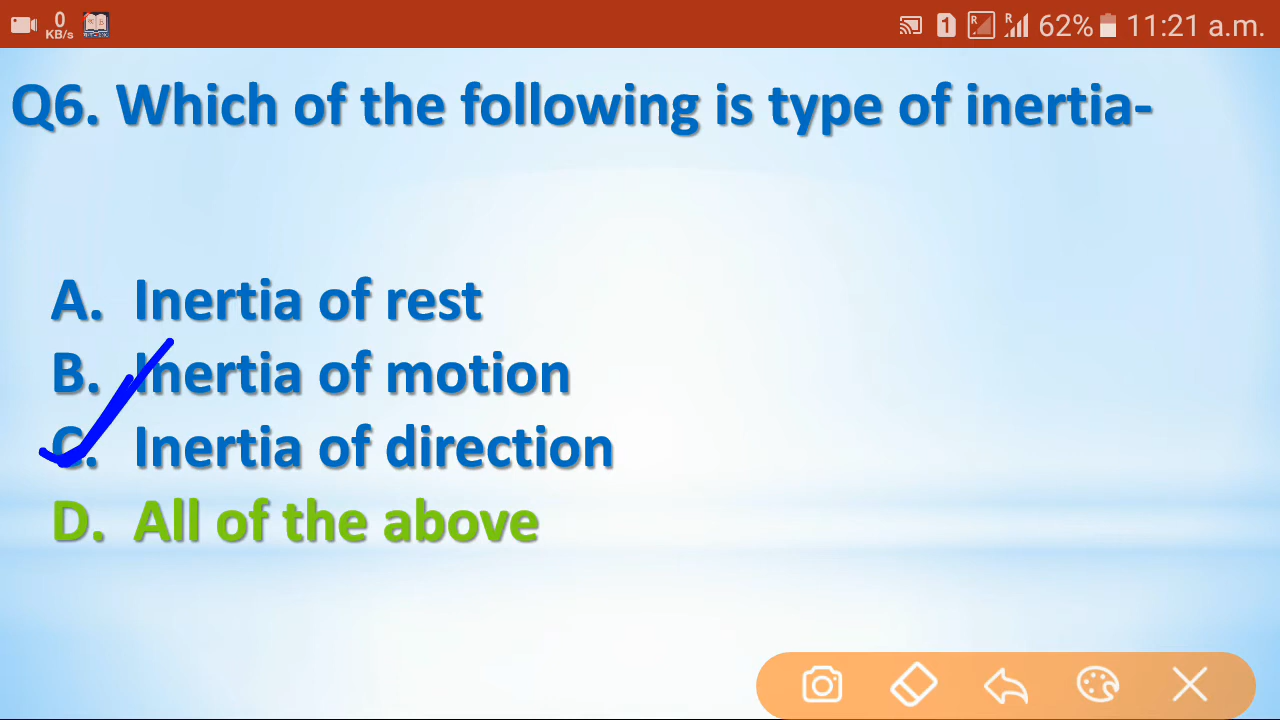 0
KB/s
1 R R 62% 11:21 a.m.
Q6. Which of the following is type of inertia-
A. Inertia of rest
B. Inertia of motion
C. Inertia of direction
D. All of the above